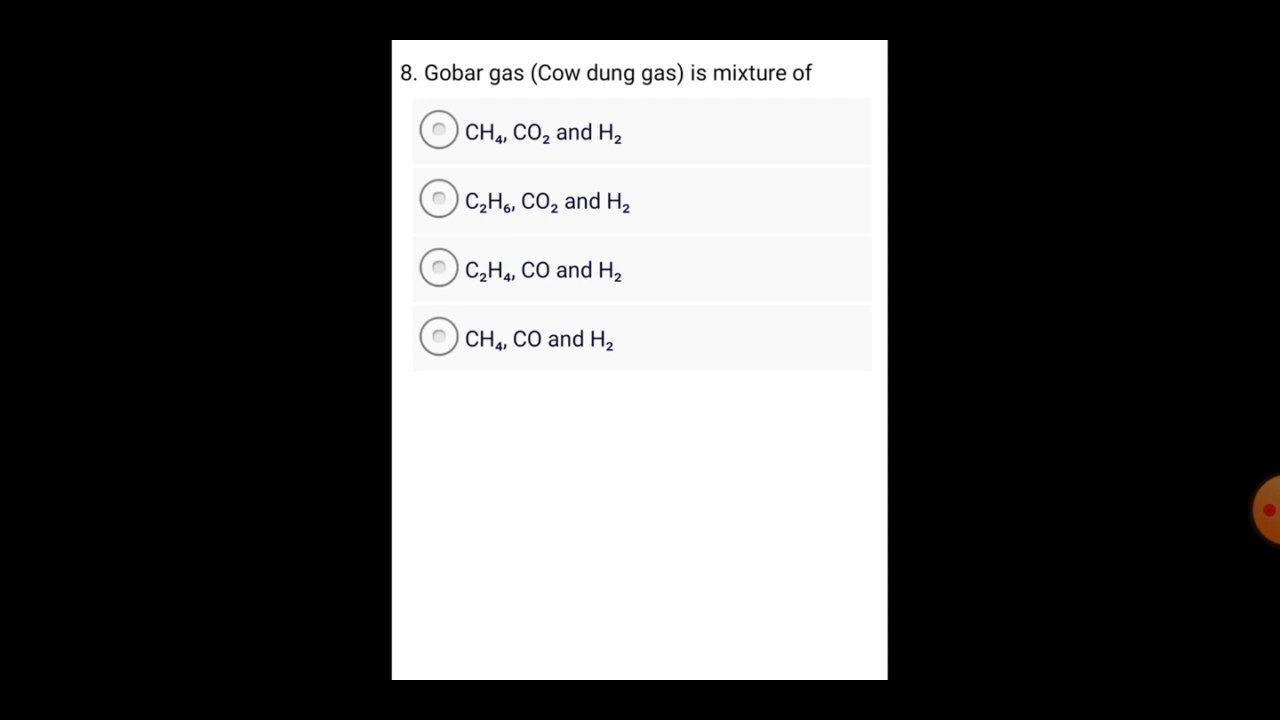 8. Gobar gas (Cow dung gas) is mixture of
CH₄, CO₂ and H₂
C₂H₆, CO₂ and H₂
C₂H₄, CO and H₂
CH₄, CO and H₂